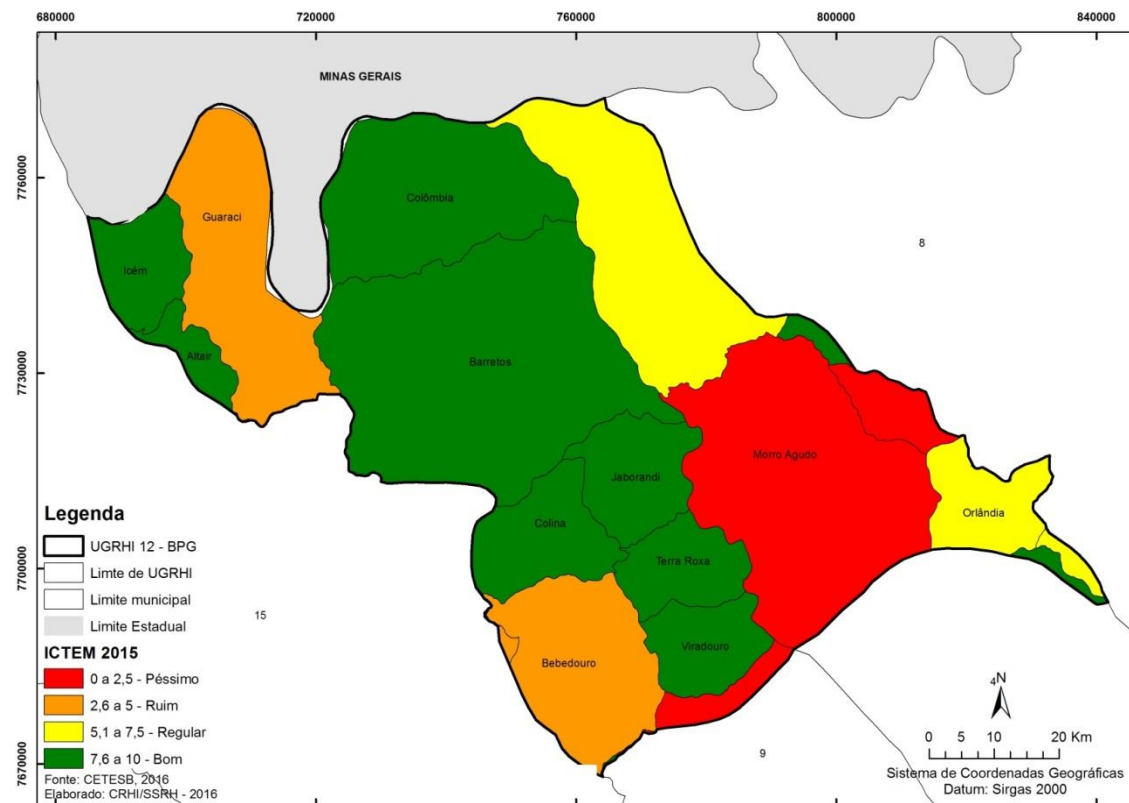 680000 720000 760000 800000 840000
MINAS GERAIS
7760000
Guaraci
Colômbia
8
Icém
Altair
Barretos
7730000
Morro Agudo
Jaborandi
Orlândia
Colina
Terra Roxa
7700000
15
Viradouro
Bebedouro
9
7670000
Legenda
UGRHI 12 - BPG
Limte de UGRHI
Limite municipal
Limite Estadual
ICTEM 2015
0 a 2,5 - Péssimo
2,6 a 5 - Ruim
5,1 a 7,5 - Regular
7,6 a 10 - Bom
Fonte: CETESB, 2016
Elaborado: CRHI/SSRH - 2016
4 N
0 5 10 20 Km
Sistema de Coordenadas Geográficas
Datum: Sirgas 2000